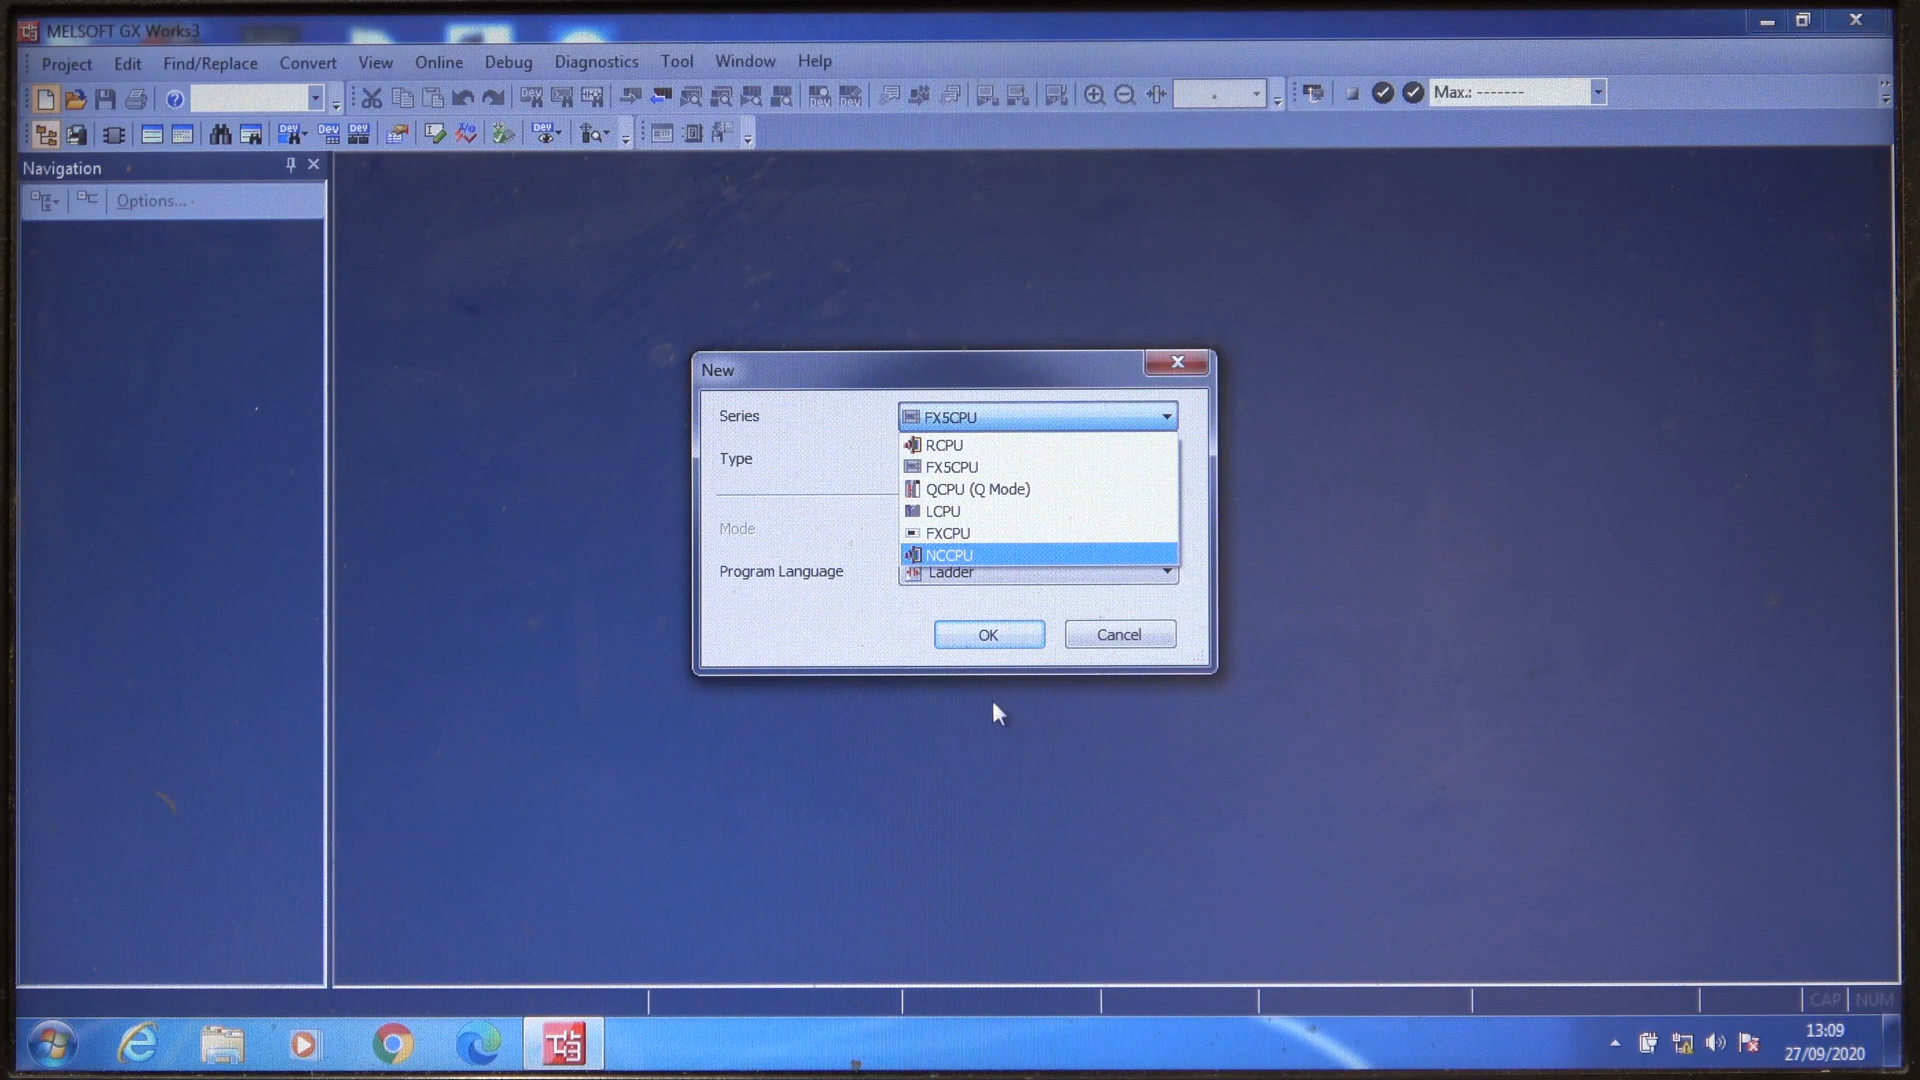 MELSOFT GX Works3
Project Edit Find/Replace Convert View Online Debug Diagnostics Tool Window Help
Max.: -------
Navigation
Options...
New
Series FX5CPU
RCPU
FX5CPU
QCPU (Q Mode)
LCPU
FXCPU
NCCPU
Type
Mode
Program Language Ladder
OK Cancel
CAP NUM
13:09
27/09/2020